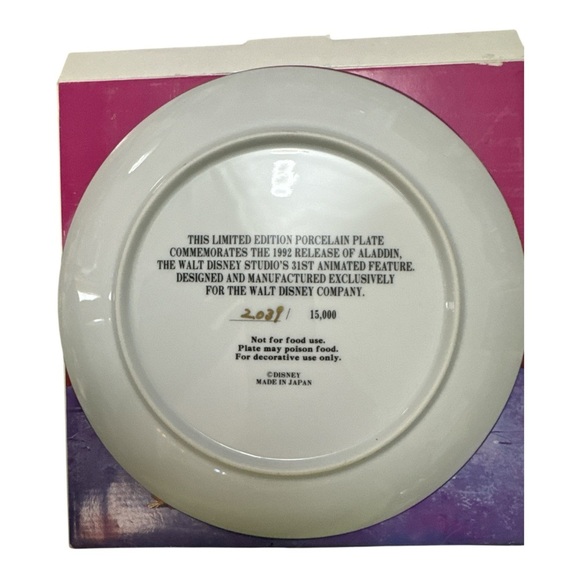 THIS LIMITED EDITION PORCELAIN PLATE
COMMEMORATES THE 1992 RELEASE OF ALADDIN,
THE WALT DISNEY STUDIO'S 31ST ANIMATED FEATURE.
DESIGNED AND MANUFACTURED EXCLUSIVELY
FOR THE WALT DISNEY COMPANY.
2089 / 15,000
Not for food use.
Plate may poison food.
For decorative use only.
©DISNEY
MADE IN JAPAN